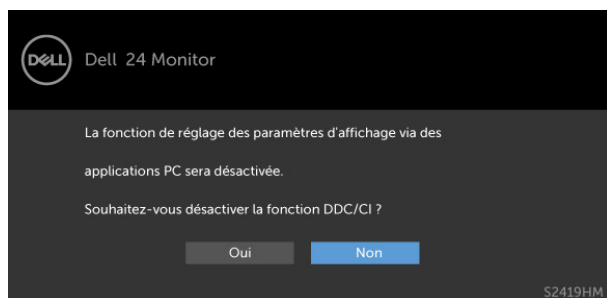 DELL
Dell 24 Monitor
La fonction de réglage des paramètres d'affichage via des
applications PC sera désactivée.
Souhaitez-vous désactiver la fonction DDC/CI ?
Oui
Non
S2419HM